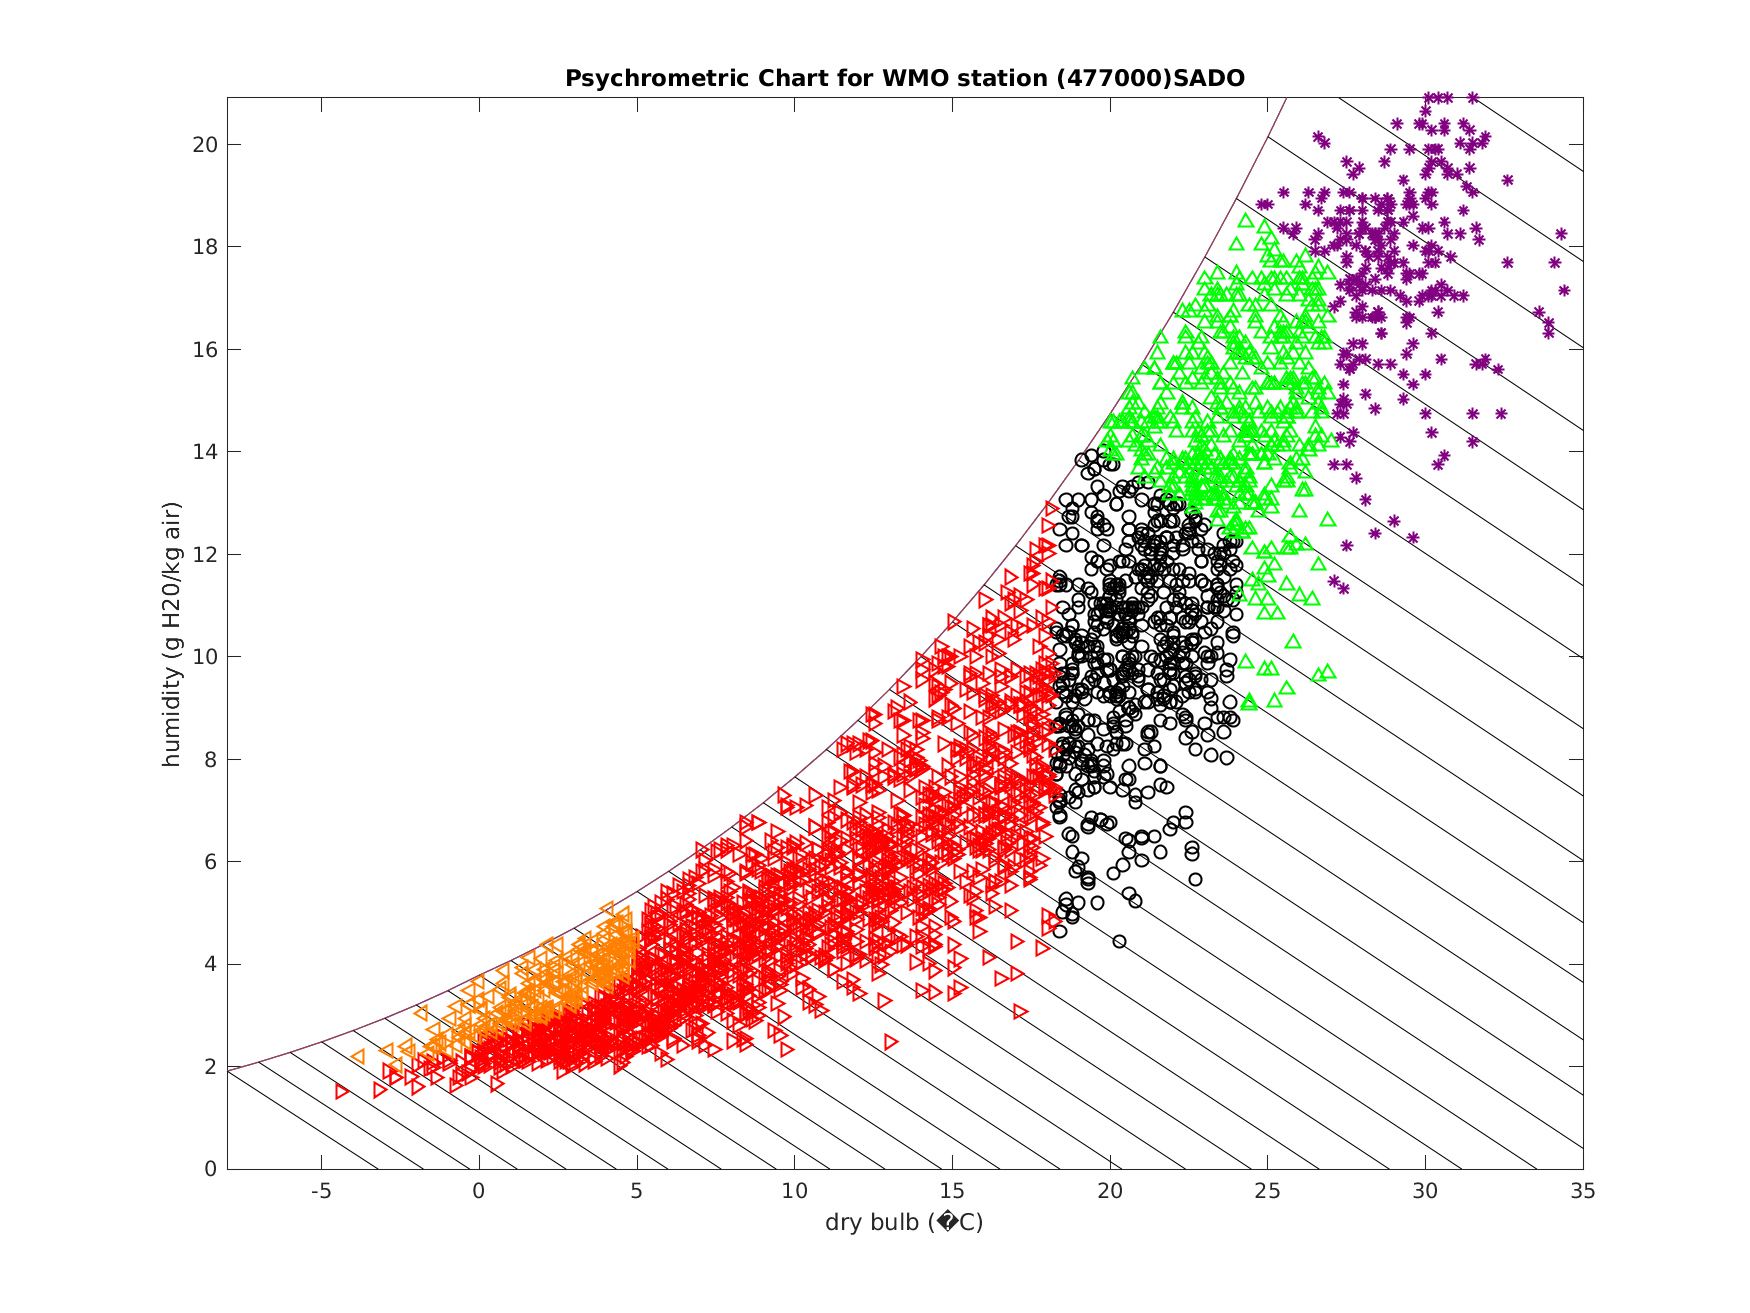 Psychrometric Chart for WMO station (477000)SADO
humidity (g H20/kg air)
20
18
16
14
12
10
8
6
4
2
0
-5 0 5 10 15 20 25 30 35
dry bulb (�C)